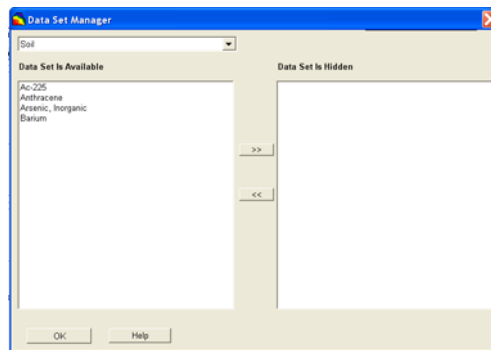 Data Set Manager
Soil
Data Set Is Available
Data Set Is Hidden
Ac-225
Anthracene
Arsenic, Inorganic
Barium
>>
<<
OK
Help